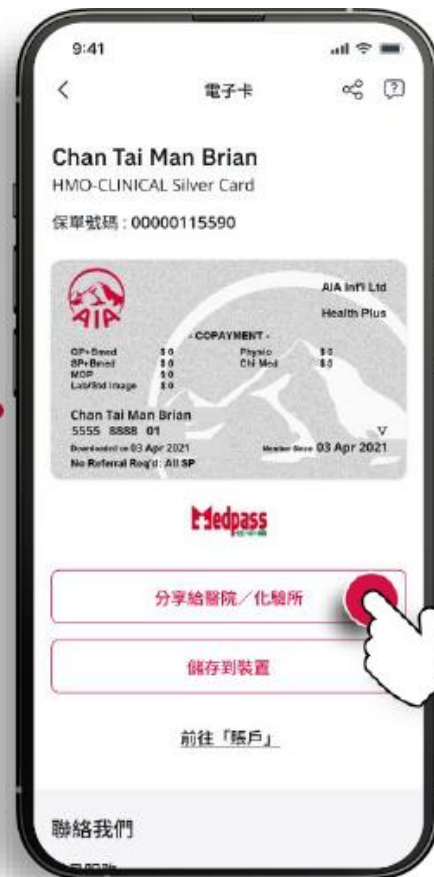 9:41
電子卡
Chan Tai Man Brian
HMO-CLINICAL Silver Card
保單號碼 : 00000115590
AIA
AIA Int'l Ltd
Health Plus
- COPAYMENT -
GP+Bmed $ 0 Physio $ 0
SP+Bmed $ 0 Chi Med $ 0
MOP $ 0
Lab/Std Image $ 0
Chan Tai Man Brian
5555 8888 01 V
Downloaded on 03 Apr 2021 Member Since 03 Apr 2021
No Referral Req'd: All SP
Medpass
分享給醫院／化驗所
儲存到裝置
前往「賬戶」
聯絡我們